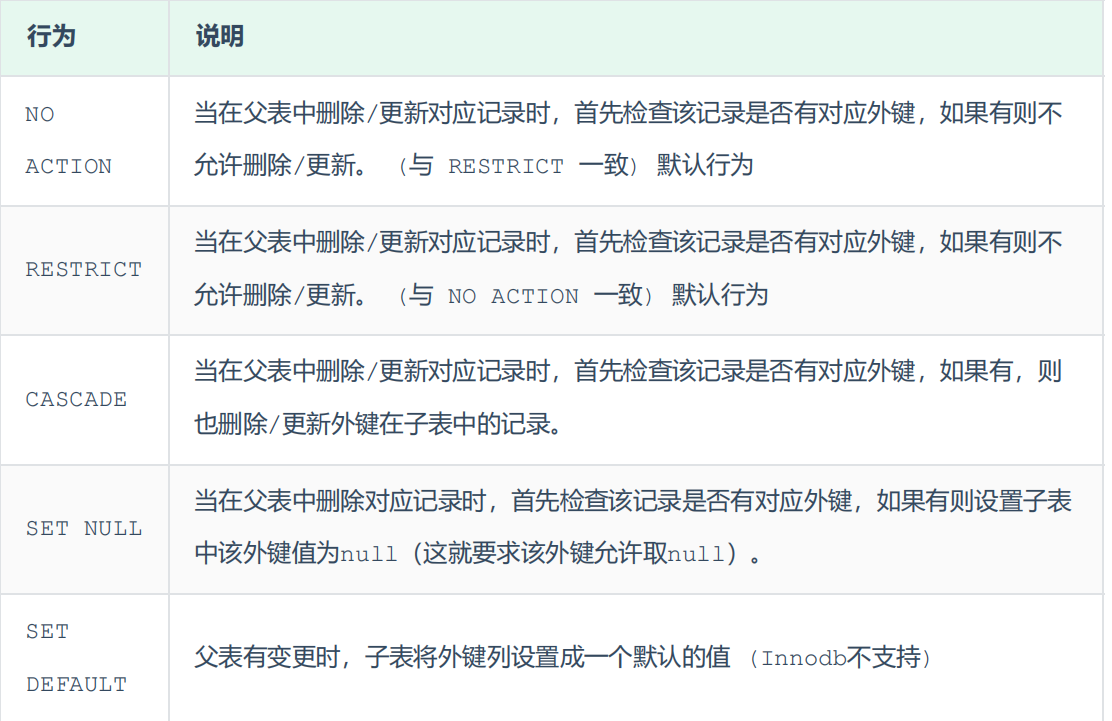 行为 说明
NO
ACTION
当在父表中删除/更新对应记录时，首先检查该记录是否有对应外键，如果有则不
允许删除/更新。 （与 RESTRICT 一致） 默认行为
RESTRICT
当在父表中删除/更新对应记录时，首先检查该记录是否有对应外键，如果有则不
允许删除/更新。 （与 NO ACTION 一致） 默认行为
CASCADE
当在父表中删除/更新对应记录时，首先检查该记录是否有对应外键，如果有，则
也删除/更新外键在子表中的记录。
SET NULL
当在父表中删除对应记录时，首先检查该记录是否有对应外键，如果有则设置子表
中该外键值为null（这就要求该外键允许取null）。
SET
DEFAULT
父表有变更时，子表将外键列设置成一个默认的值 （Innodb不支持）